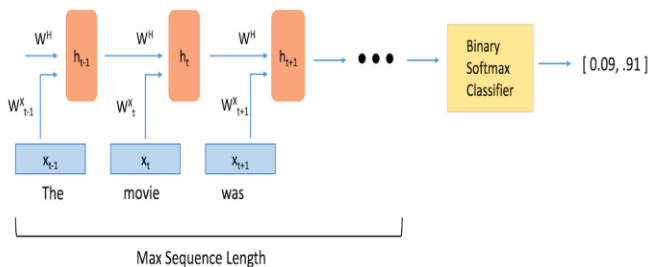 W^H W^H W^H
h_t-1 h_t h_t+1
Binary
Softmax
Classifier
[ 0.09, .91 ]
W^X_t-1 W^X_t W^X_t+1
x_t-1 x_t x_t+1
The movie was
Max Sequence Length